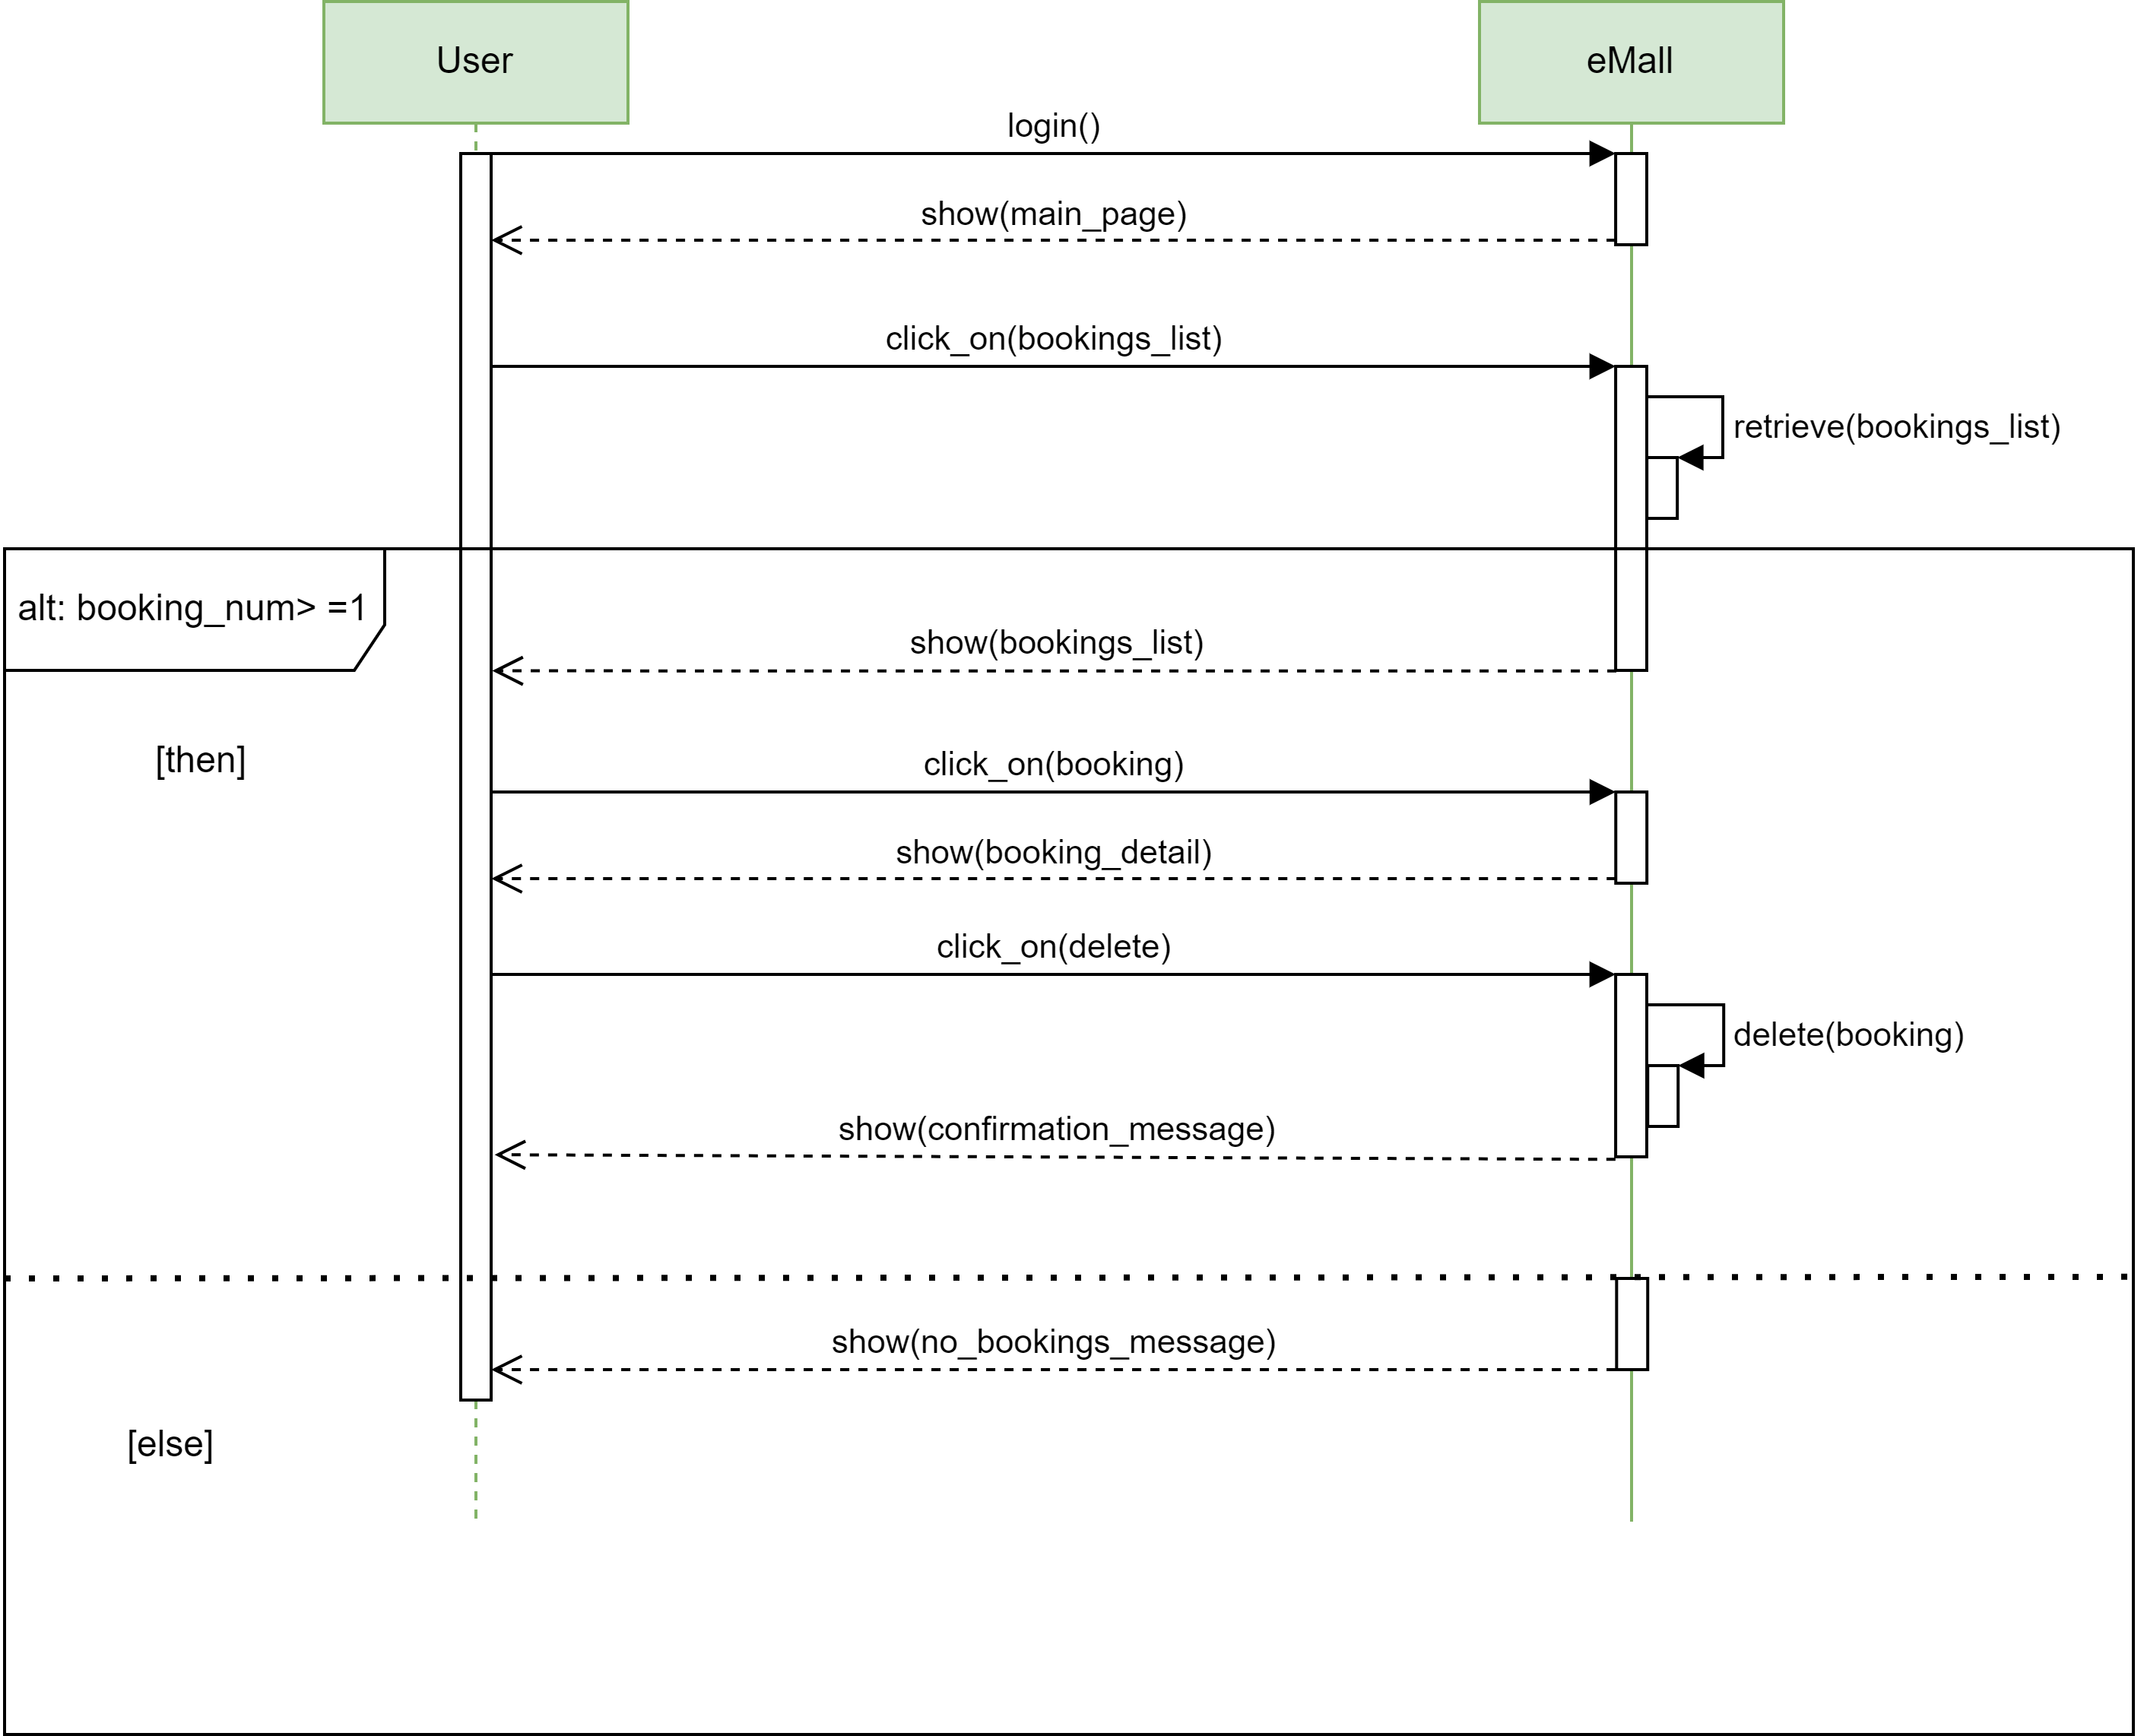 User
eMall
login()
show(main_page)
click_on(bookings_list)
retrieve(bookings_list)
alt: booking_num> =1
show(bookings_list)
[then]
click_on(booking)
show(booking_detail)
click_on(delete)
delete(booking)
show(confirmation_message)
show(no_bookings_message)
[else]